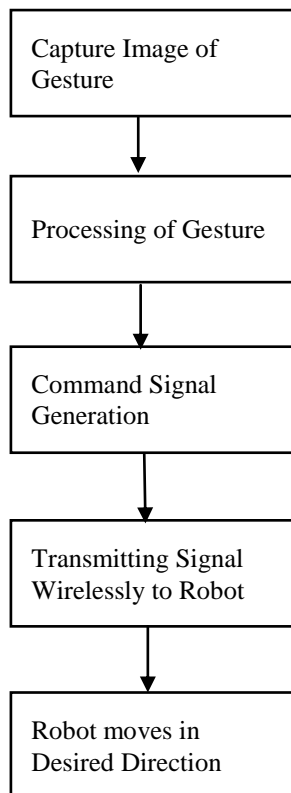 Capture Image of
Gesture
Processing of Gesture
Command Signal
Generation
Transmitting Signal
Wirelessly to Robot
Robot moves in
Desired Direction